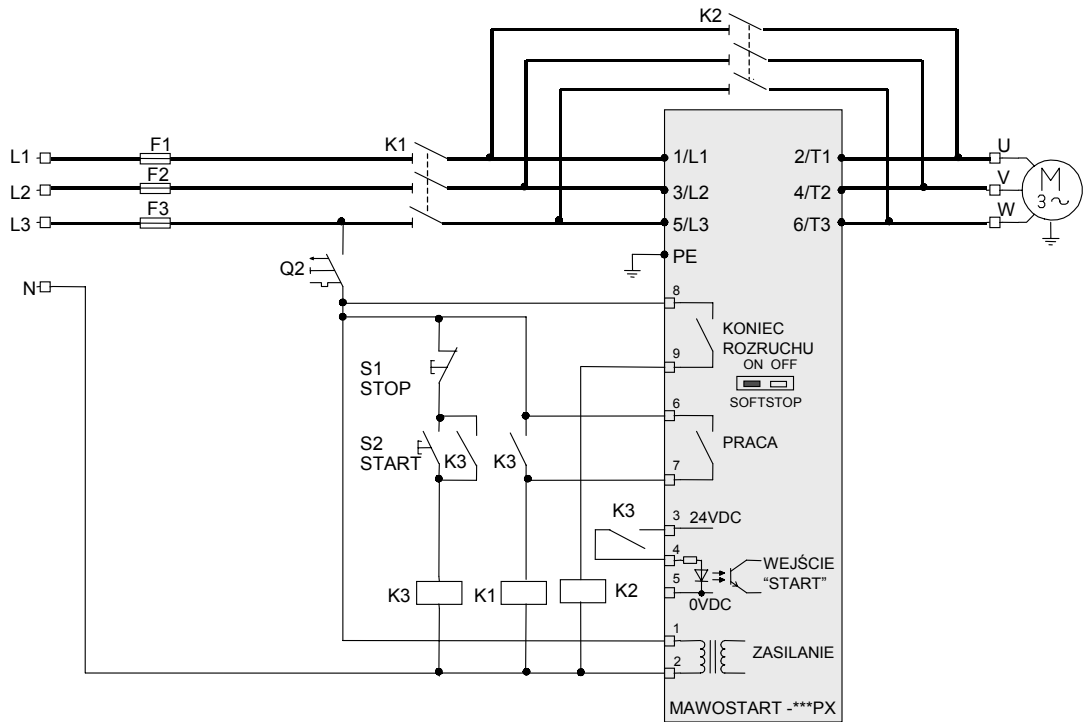 K2
L1
F1
K1
1/L1
2/T1
U
L2
F2
3/L2
4/T2
V
M
3~
L3
F3
5/L3
6/T3
W
PE
Q2
N
8
KONIEC
ROZRUCHU
9
ON OFF
SOFTSTOP
S1
STOP
6
PRACA
S2
START
K3
K3
7
K3
3
24VDC
4
WEJŚCIE
“START”
5
0VDC
K3
K1
K2
1
ZASILANIE
2
MAWOSTART -***PX